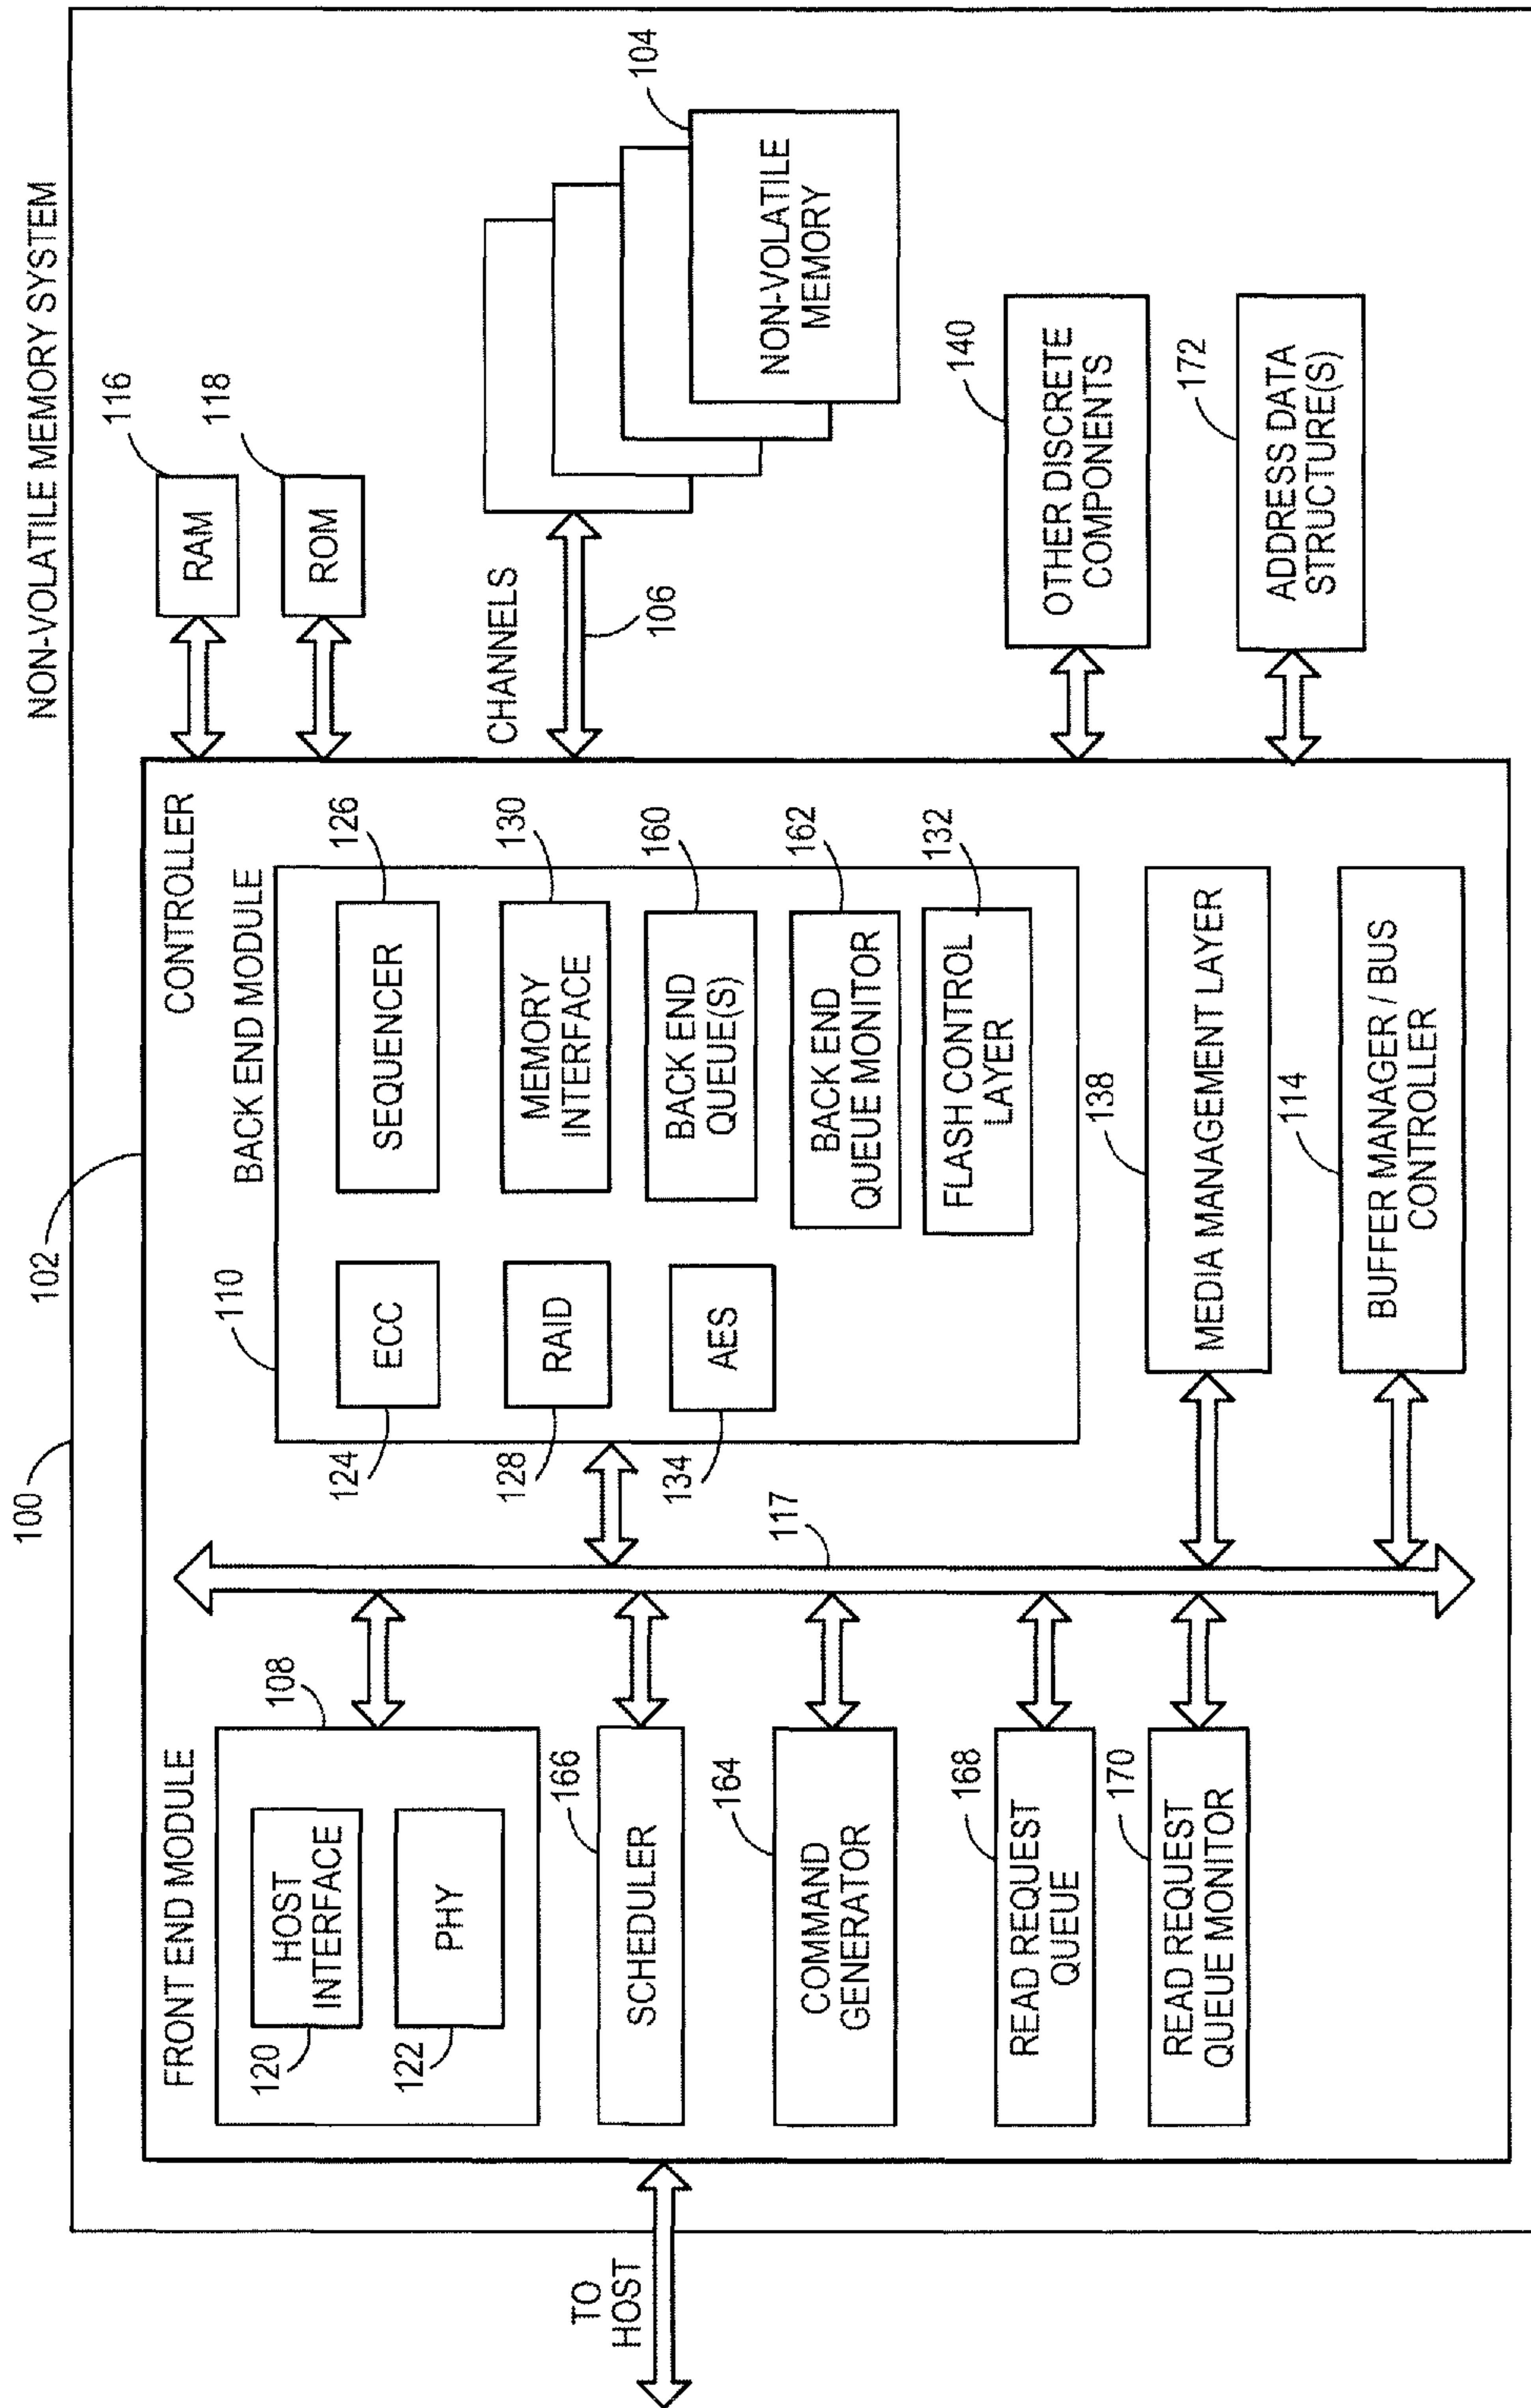 NON-VOLATILE MEMORY SYSTEM
100
102
CONTROLLER
TO
HOST
FRONT END MODULE
108
HOST
INTERFACE
120
PHY
122
SCHEDULER
166
COMMAND
GENERATOR
164
READ REQUEST
QUEUE
168
READ REQUEST
QUEUE MONITOR
170
117
BACK END MODULE
110
ECC
124
SEQUENCER
126
RAID
128
MEMORY
INTERFACE
130
AES
134
BACK END
QUEUE(S)
160
BACK END
QUEUE MONITOR
162
FLASH CONTROL
LAYER
132
MEDIA MANAGEMENT LAYER
138
BUFFER MANAGER / BUS
CONTROLLER
114
RAM
116
ROM
118
CHANNELS
106
NON-VOLATILE
MEMORY
104
OTHER DISCRETE
COMPONENTS
140
ADDRESS DATA
STRUCTURE(S)
172